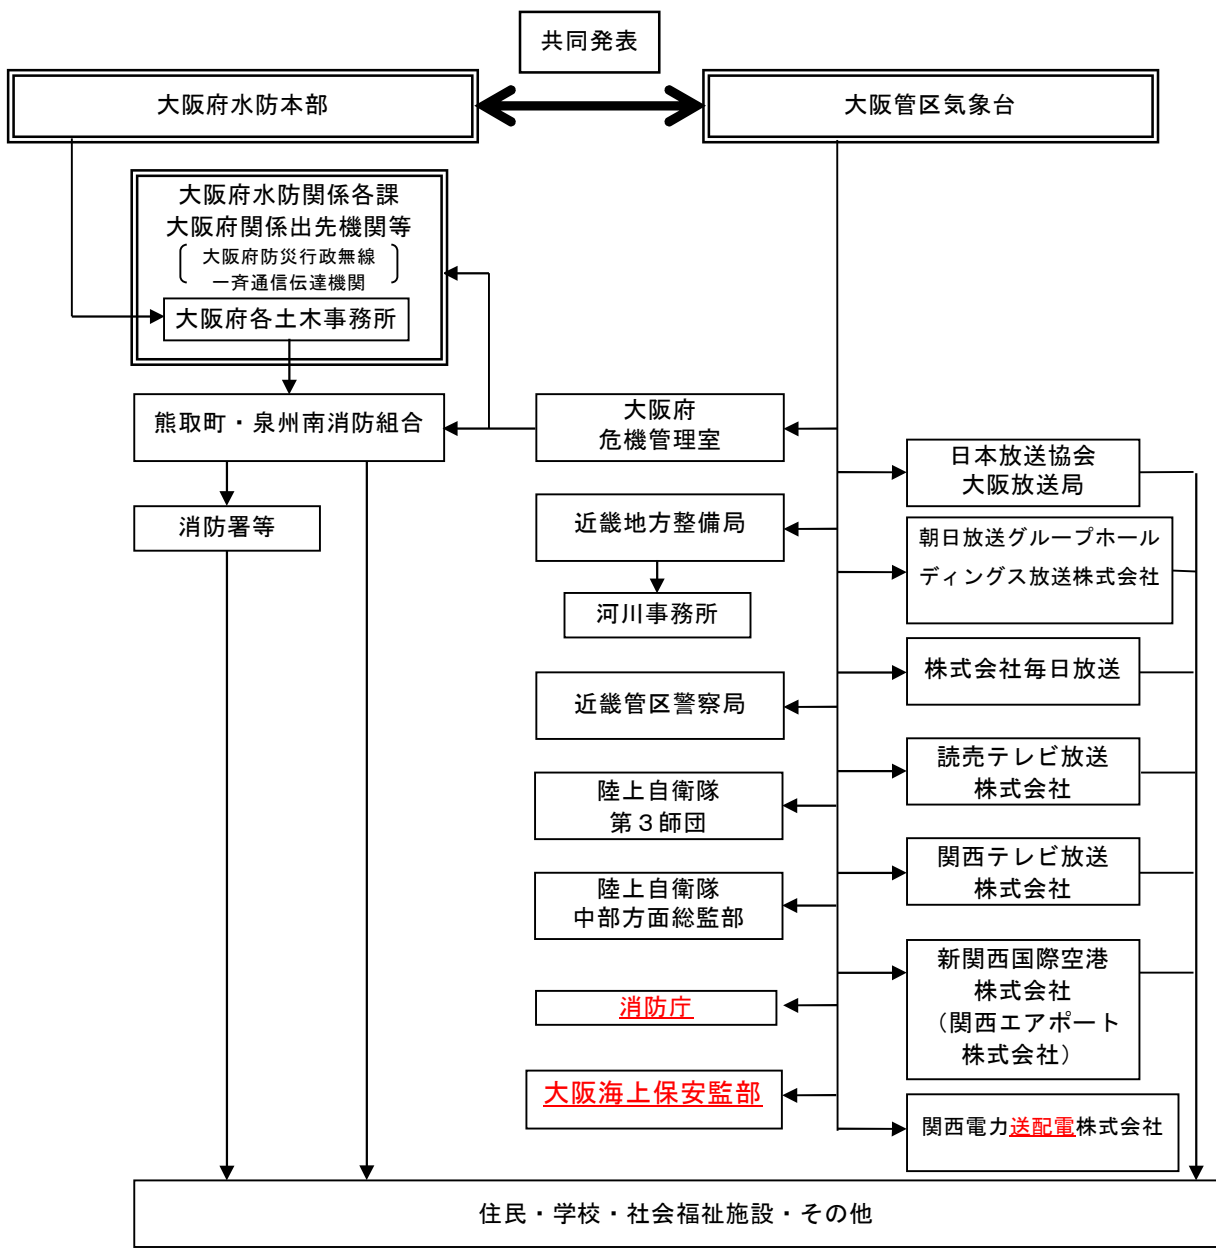 共同発表
大阪府水防本部
大阪管区気象台
大阪府水防関係各課
大阪府関係出先機関等
大阪府防災行政無線
一斉通信伝達機関
大阪府各土木事務所
熊取町・泉州南消防組合
消防署等
大阪府
危機管理室
近畿地方整備局
河川事務所
近畿管区警察局
陸上自衛隊
第３師団
陸上自衛隊
中部方面総監部
消防庁
大阪海上保安監部
日本放送協会
大阪放送局
朝日放送グループホール
ディングス放送株式会社
株式会社毎日放送
読売テレビ放送
株式会社
関西テレビ放送
株式会社
新関西国際空港
株式会社
（関西エアポート
株式会社）
関西電力送配電株式会社
住民・学校・社会福祉施設・その他